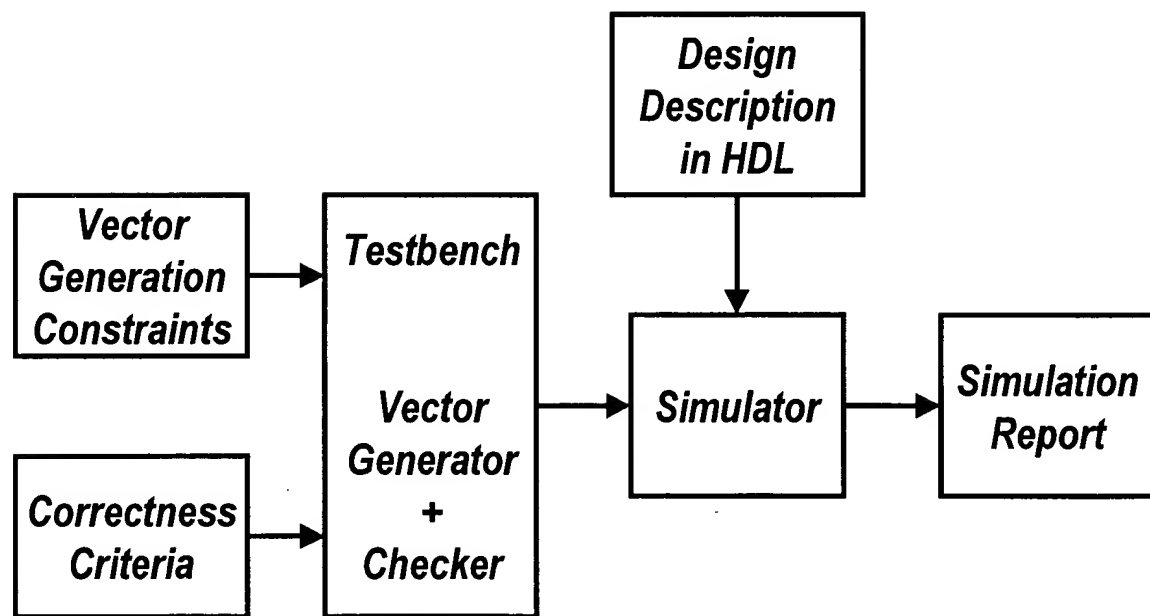 Design
Description
in HDL
Vector
Generation
Constraints
Testbench
Vector
Generator
+
Checker
Correctness
Criteria
Simulator
Simulation
Report